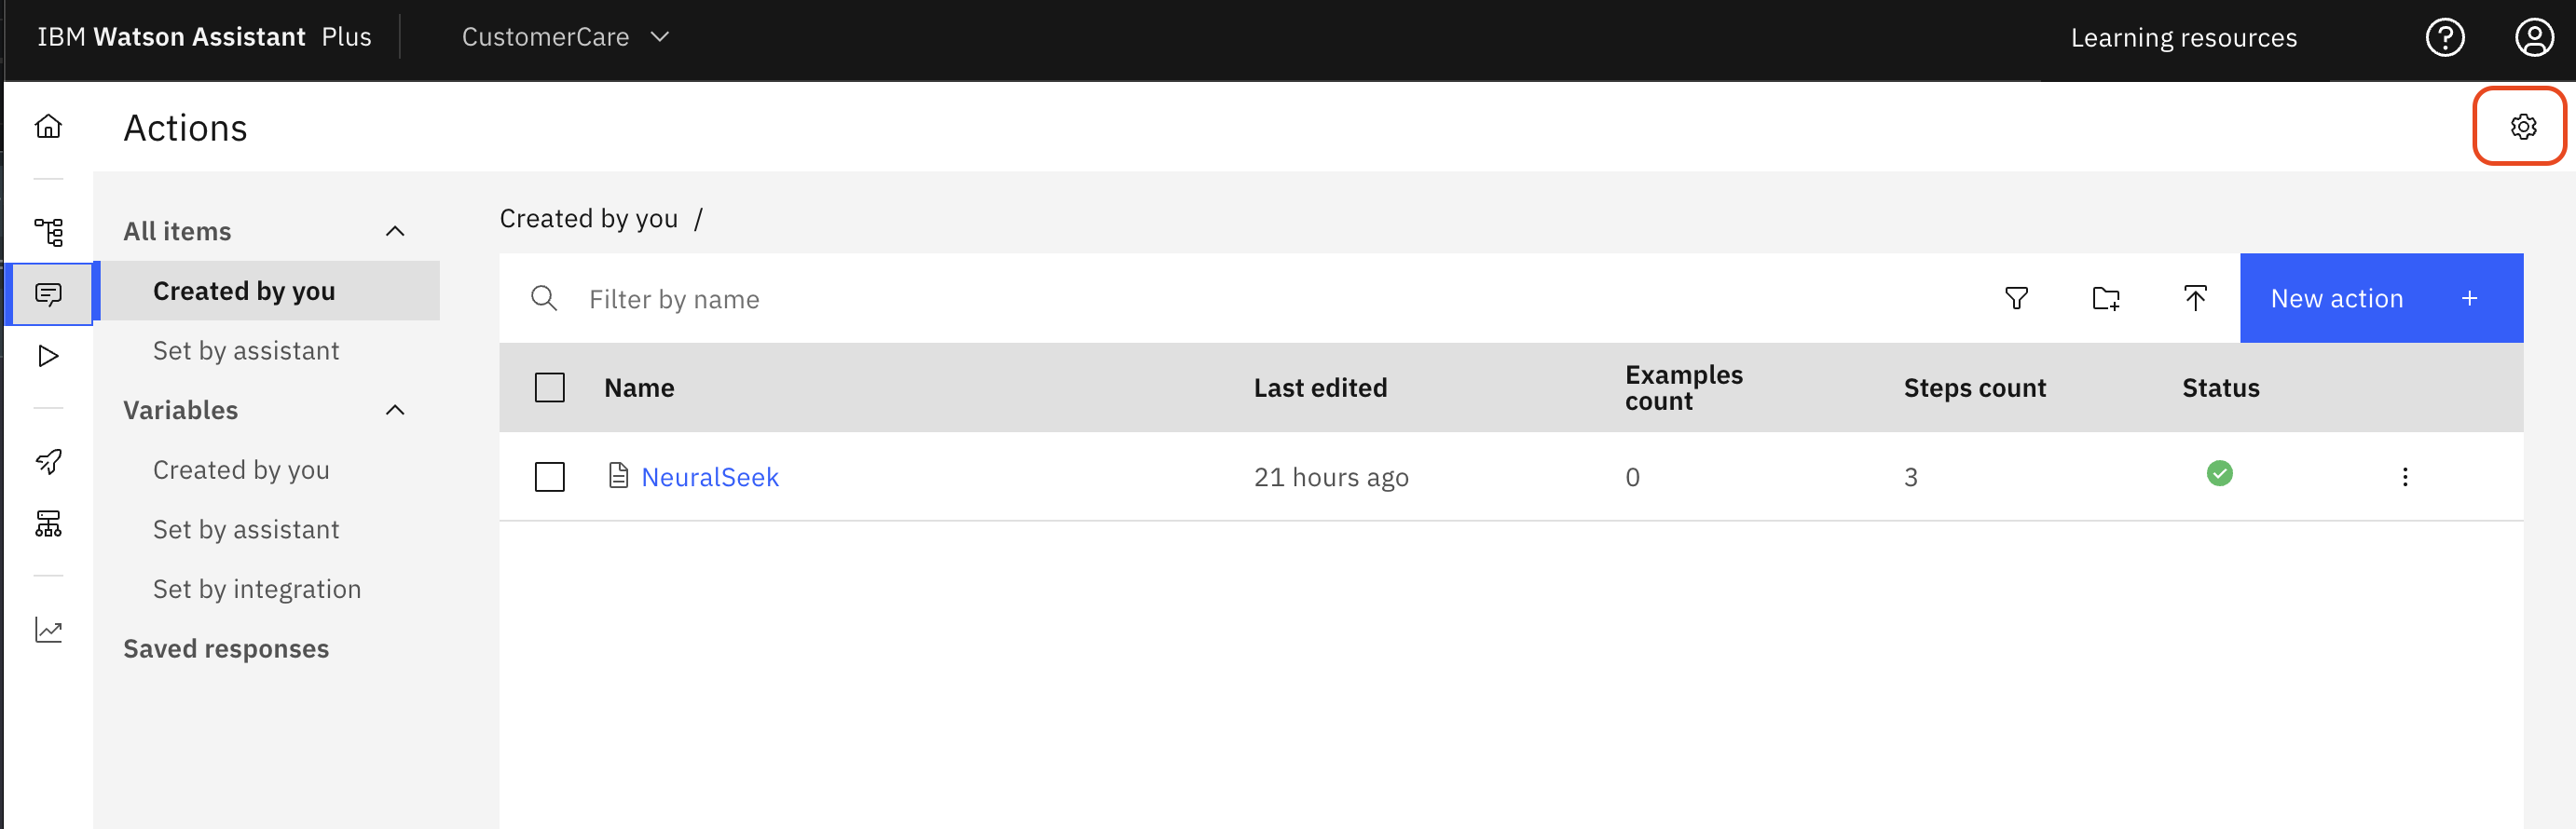 IBM Watson Assistant Plus
CustomerCare
Learning resources
Actions
All items
Created by you
Set by assistant
Variables
Created by you
Set by assistant
Set by integration
Saved responses
Created by you /
Filter by name
New action +
Name Last edited Examples count Steps count Status
NeuralSeek 21 hours ago 0 3